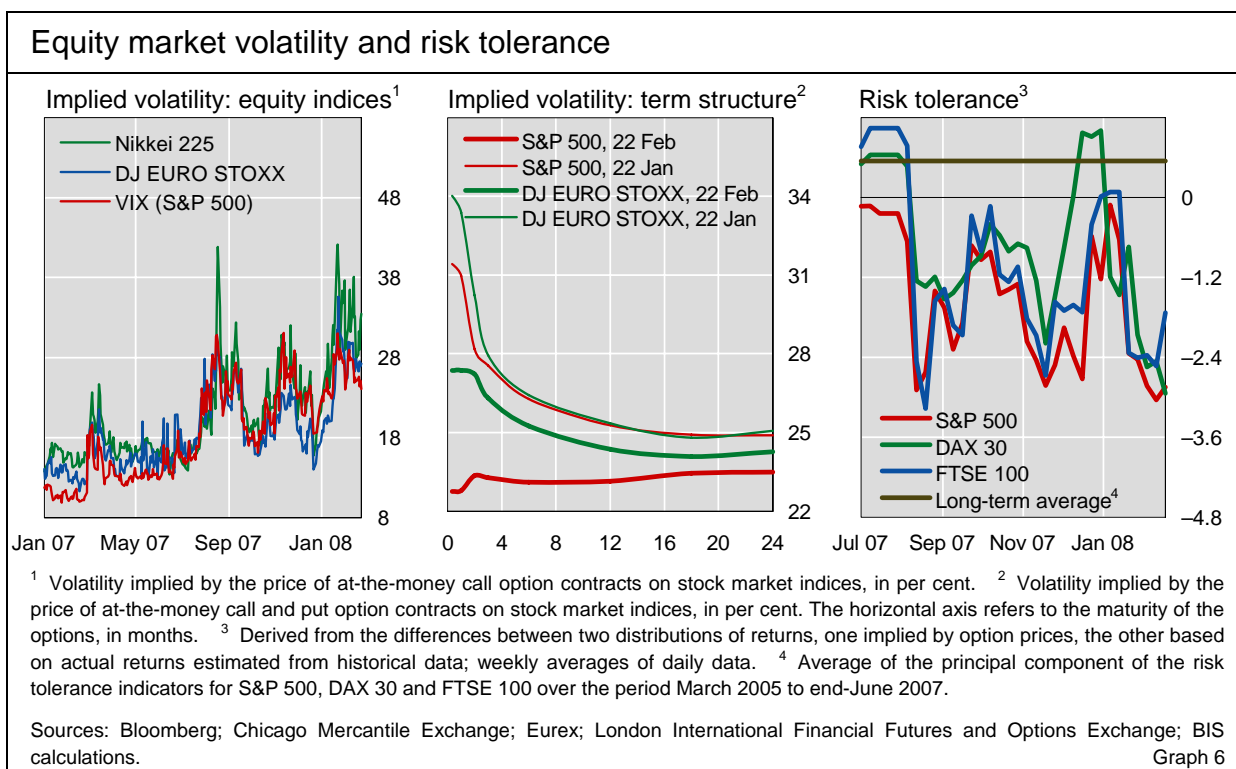 Equity market volatility and risk tolerance
Implied volatility: equity indices1
Nikkei 225
DJ EURO STOXX
VIX (S&P 500)
48
38
28
18
8
Jan 07 May 07 Sep 07 Jan 08
Implied volatility: term structure2
S&P 500, 22 Feb
S&P 500, 22 Jan
DJ EURO STOXX, 22 Feb
DJ EURO STOXX, 22 Jan
34
31
28
25
22
0 4 8 12 16 20 24
Risk tolerance3
0
–1.2
–2.4
–3.6
–4.8
S&P 500
DAX 30
FTSE 100
Long-term average4
Jul 07 Sep 07 Nov 07 Jan 08
1 Volatility implied by the price of at-the-money call option contracts on stock market indices, in per cent. 2 Volatility implied by the
price of at-the-money call and put option contracts on stock market indices, in per cent. The horizontal axis refers to the maturity of the
options, in months. 3 Derived from the differences between two distributions of returns, one implied by option prices, the other based
on actual returns estimated from historical data; weekly averages of daily data. 4 Average of the principal component of the risk
tolerance indicators for S&P 500, DAX 30 and FTSE 100 over the period March 2005 to end-June 2007.
Sources: Bloomberg; Chicago Mercantile Exchange; Eurex; London International Financial Futures and Options Exchange; BIS
calculations. Graph 6